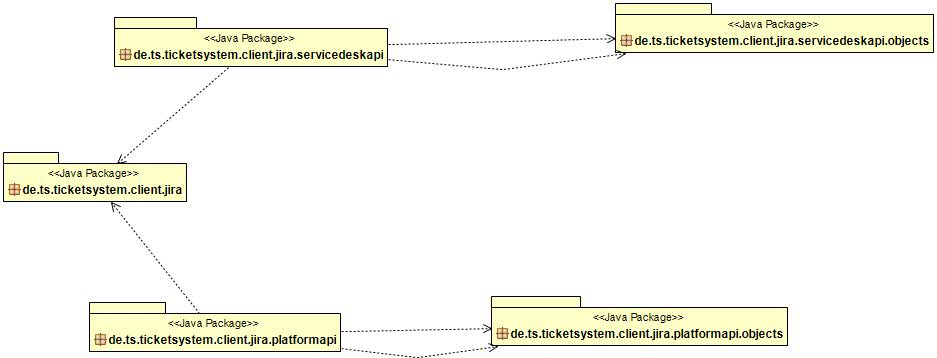 <<Java Package>>
de.ts.ticketsystem.client.jira.servicedeskapi.objects
<<Java Package>>
de.ts.ticketsystem.client.jira.servicedeskapi
<<Java Package>>
de.ts.ticketsystem.client.jira
<<Java Package>>
de.ts.ticketsystem.client.jira.platformapi
<<Java Package>>
de.ts.ticketsystem.client.jira.platformapi.objects